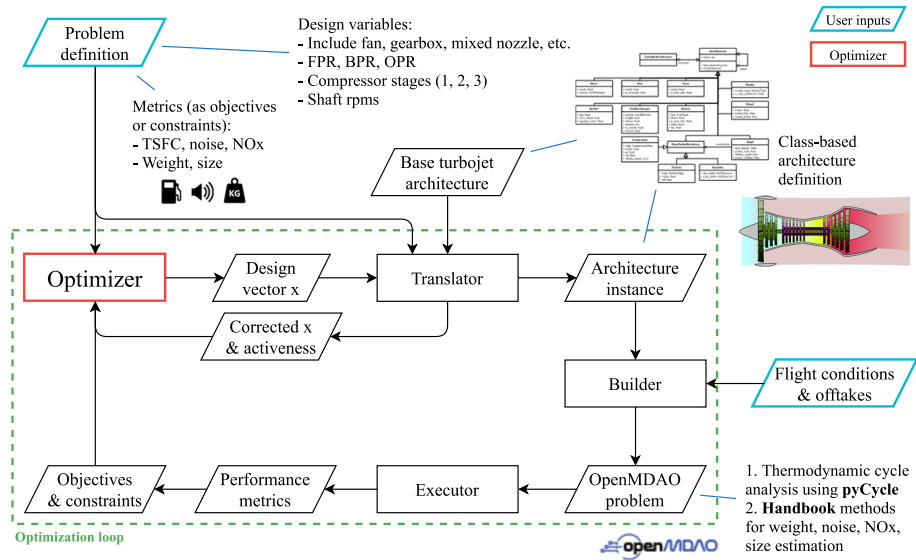 Problem
definition
Design variables:
- Include fan, gearbox, mixed nozzle, etc.
- FPR, BPR, OPR
- Compressor stages (1, 2, 3)
- Shaft rpms
User inputs
Optimizer
Metrics (as objectives
or constraints):
- TSFC, noise, NOx
- Weight, size
KG
Base turbojet
architecture
Class-based
architecture
definition
Optimizer
Design
vector x
Translator
Architecture
instance
Corrected x
& activeness
Builder
Flight conditions
& offtakes
Objectives
& constraints
Performance
metrics
Executor
OpenMDAO
problem
1. Thermodynamic cycle
analysis using pyCycle
2. Handbook methods
for weight, noise, NOx,
size estimation
Optimization loop
openMDAO